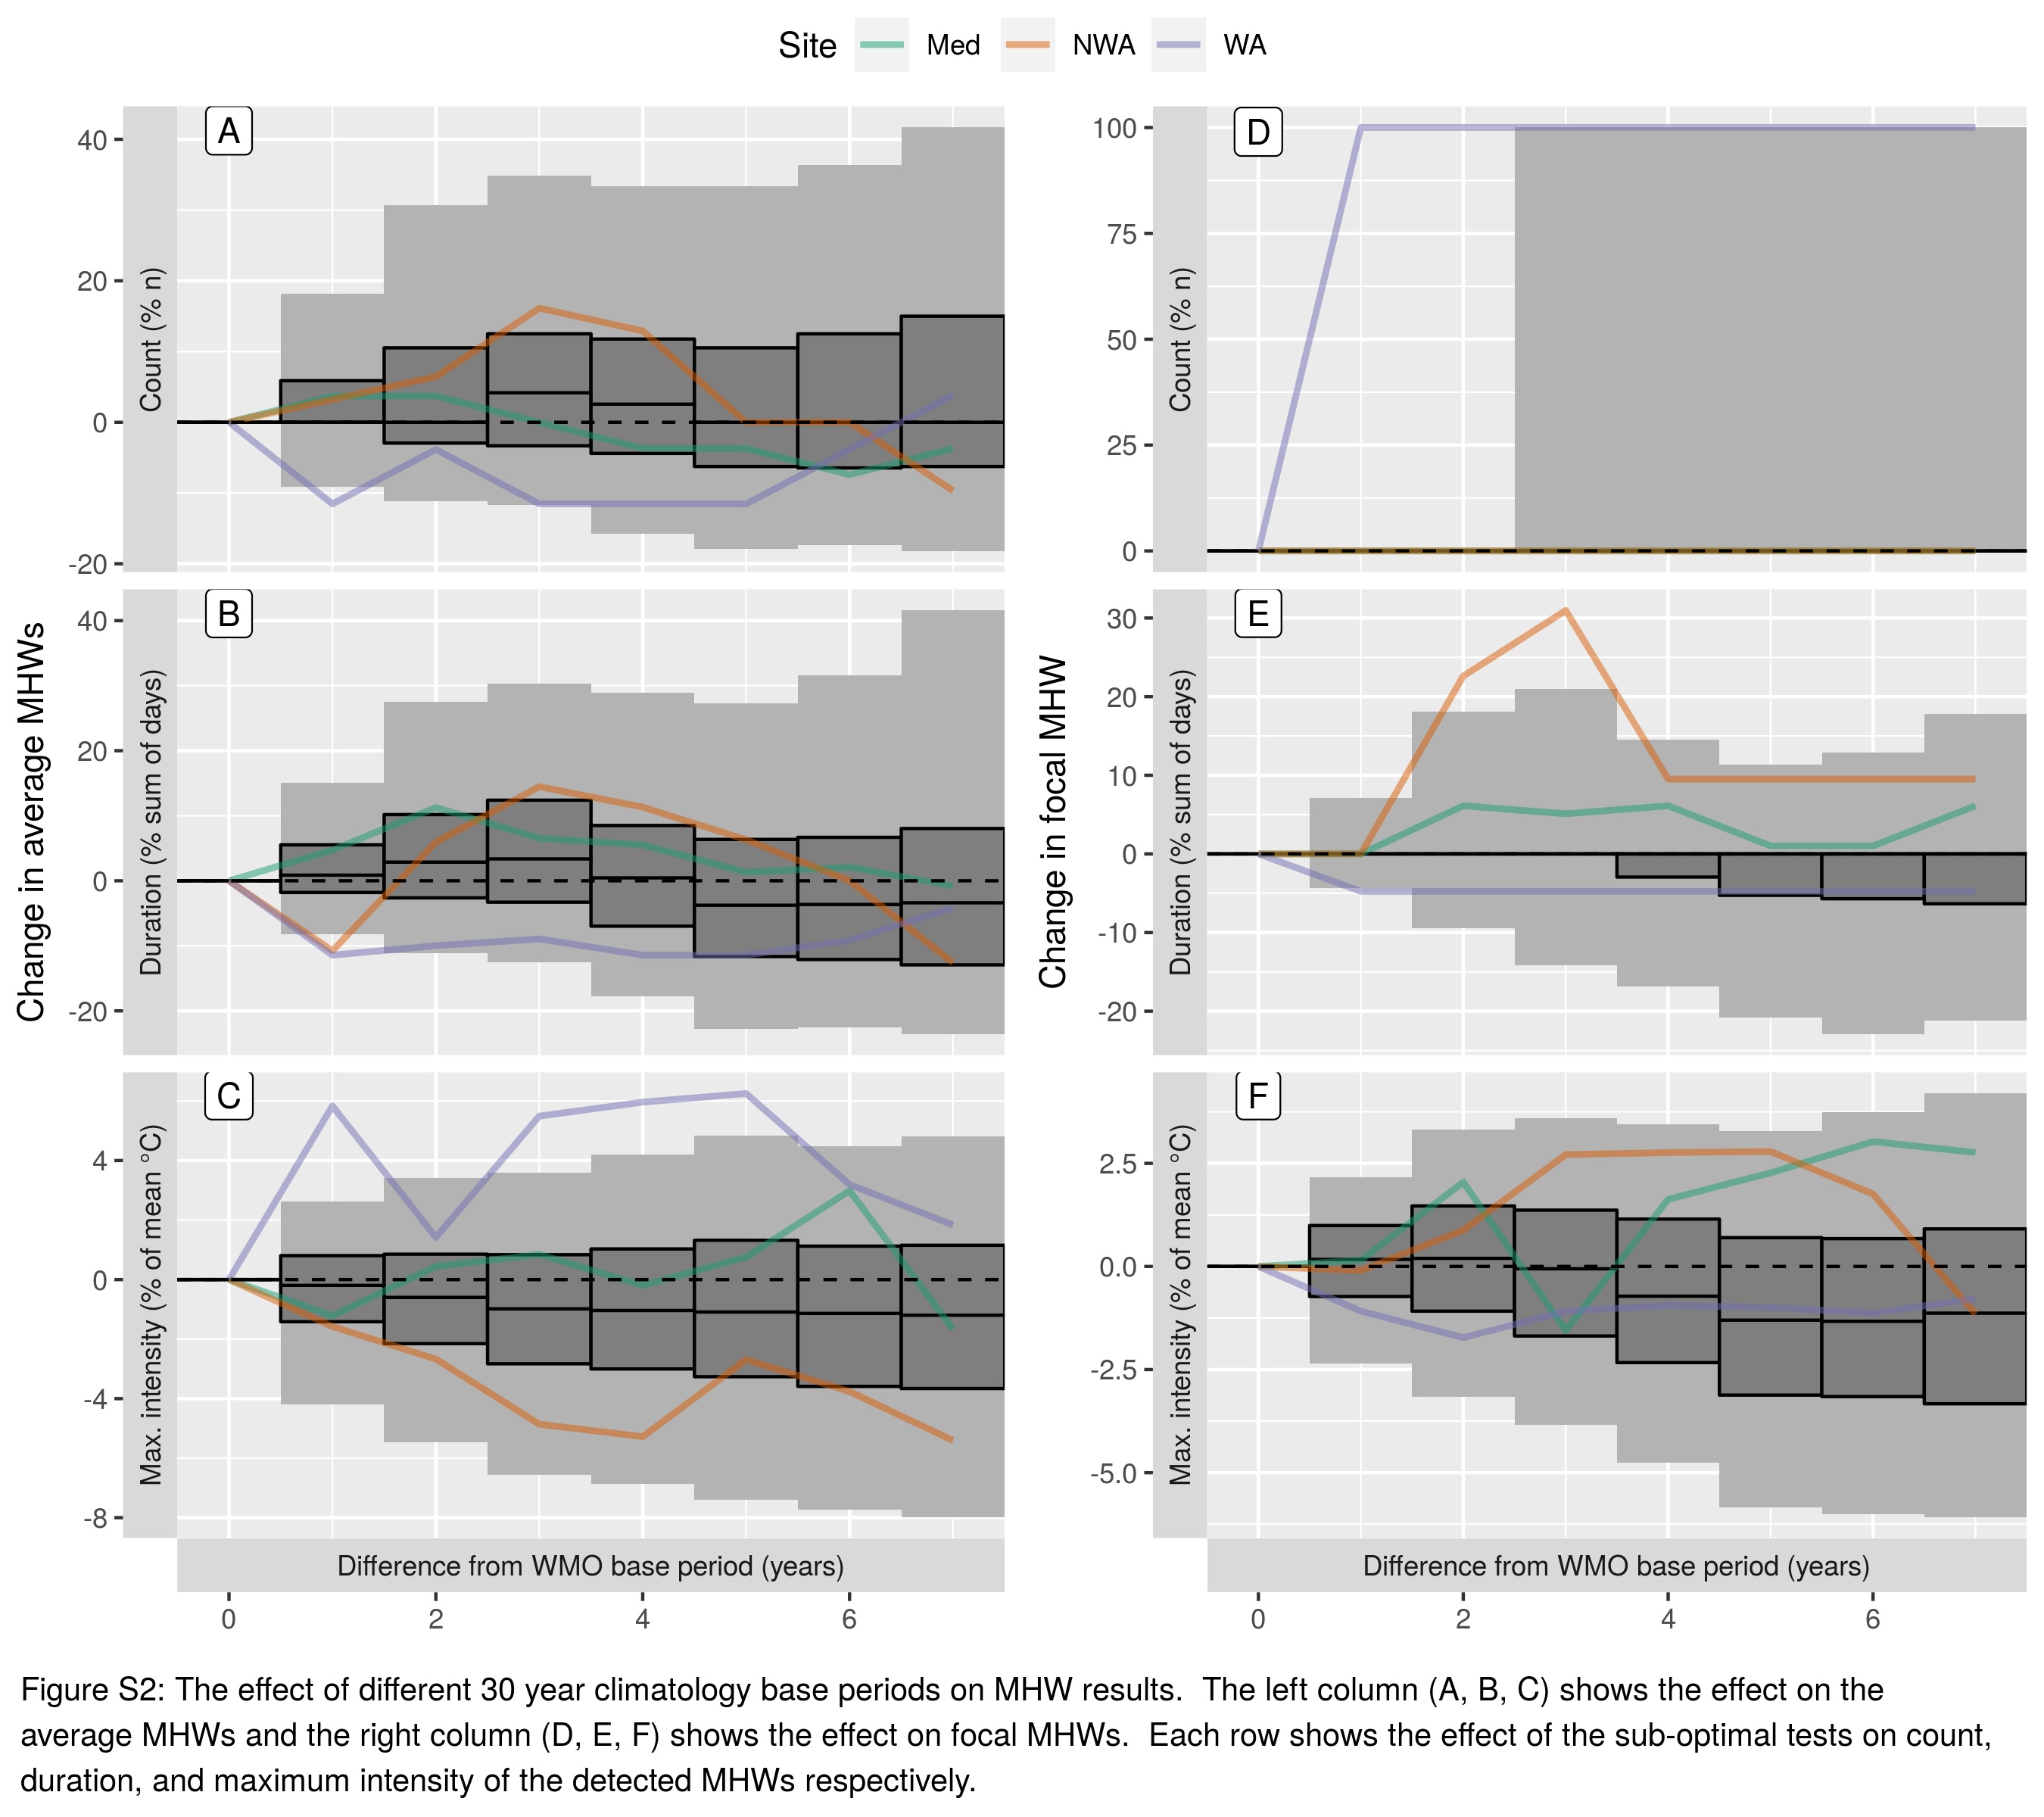 Site Med NWA WA
Change in average MHWs
A
Count (% n)
40
20
0
-20
B
Duration (% sum of days)
40
20
0
-20
C
Max. intensity (% of mean °C)
4
0
-4
-8
Difference from WMO base period (years)
0 2 4 6
Change in focal MHW
D
Count (% n)
100
75
50
25
0
E
Duration (% sum of days)
30
20
10
0
-10
-20
F
Max. intensity (% of mean °C)
2.5
0.0
-2.5
-5.0
Difference from WMO base period (years)
0 2 4 6
Figure S2: The effect of different 30 year climatology base periods on MHW results.  The left column (A, B, C) shows the effect on the
average MHWs and the right column (D, E, F) shows the effect on focal MHWs.  Each row shows the effect of the sub-optimal tests on count,
duration, and maximum intensity of the detected MHWs respectively.